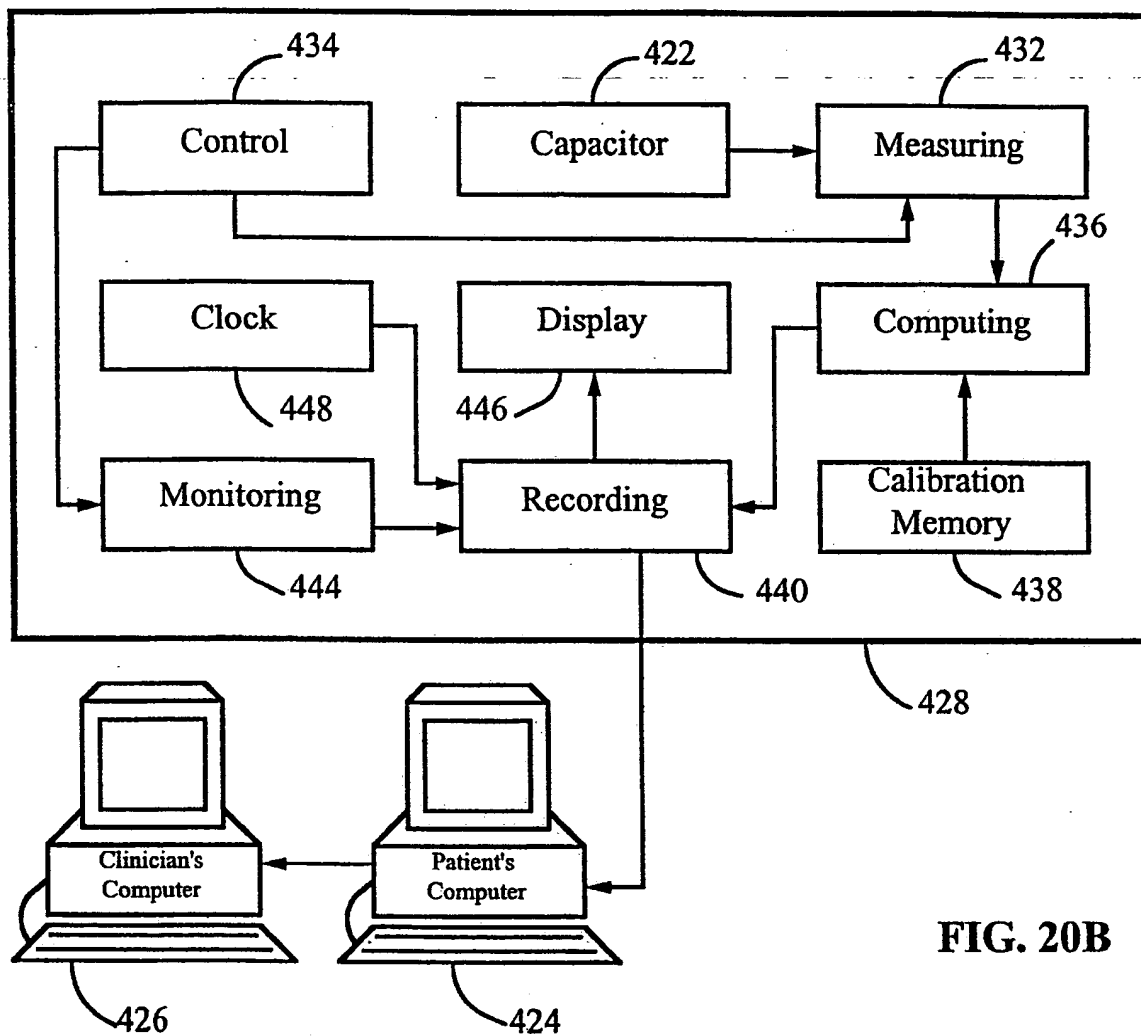 434
422
432
Control
Capacitor
Measuring
436
Clock
Display
Computing
448
446
Monitoring
Recording
Calibration
Memory
444
440
438
428
Clinician's
Computer
Patient's
Computer
FIG. 20B
426
424